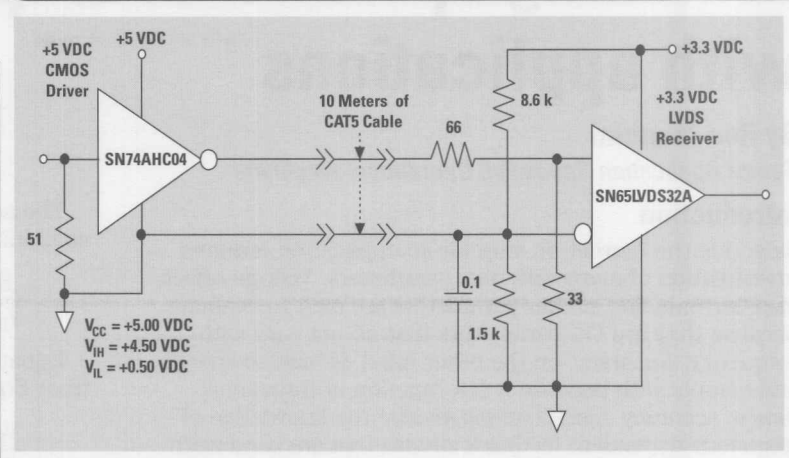 +5 VDC
CMOS
Driver
+5 VDC
SN74AHC04
51
V_CC = +5.00 VDC
V_IH = +4.50 VDC
V_IL = +0.50 VDC
10 Meters of
CAT5 Cable
66
8.6 k
+3.3 VDC
+3.3 VDC
LVDS
Receiver
SN65LVDS32A
0.1
1.5 k
33